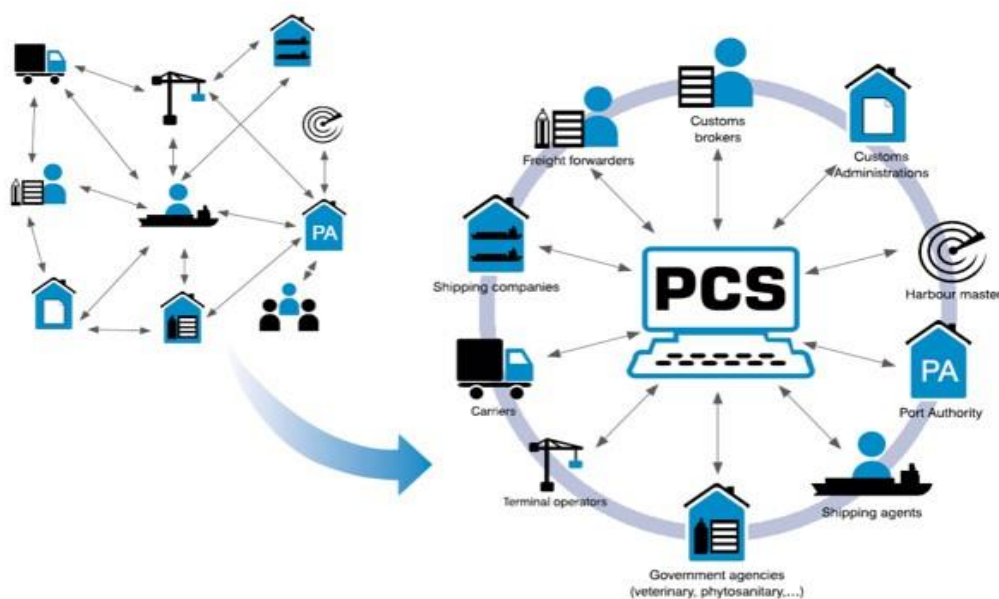 PA
Customs
brokers
Customs
Administrations
Freight forwarders
PCS
Shipping companies
Harbour master
PA
Port Authority
Carriers
Terminal operators
Shipping agents
Government agencies
(veterinary, phytosanitary,...)